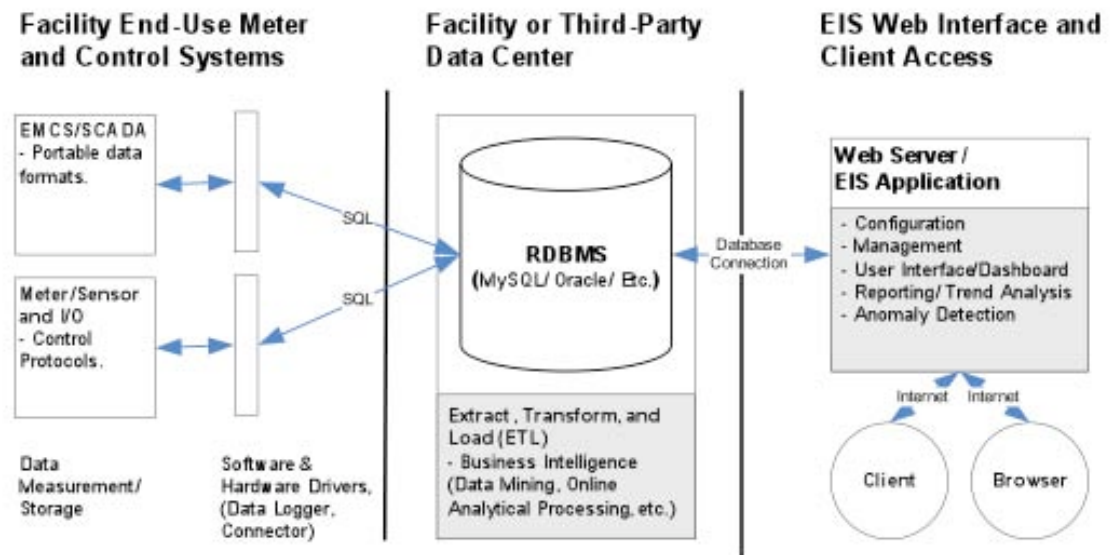 Facility End-Use Meter
and Control Systems
Facility or Third-Party
Data Center
EIS Web Interface and
Client Access
EMCS/SCADA
- Portable data
formats.
Meter/Sensor
and I/O
- Control
Protocols.
Data
Measurement/
Storage
Software &
Hardware Drivers,
(Data Logger,
Connector)
SQL
SQL
RDBMS
(MySQL/ Oracle/ Etc.)
Extract, Transform, and
Load (ETL)
- Business Intelligence
(Data Mining, Online
Analytical Processing, etc.)
Database
Connection
Web Server /
EIS Application
- Configuration
- Management
- User Interface/Dashboard
- Reporting/ Trend Analysis
- Anomaly Detection
Internet
Internet
Client
Browser